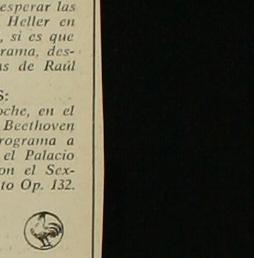 esperar las
Heller en
, si es que
rama, des-
as de Raúl
S:
oche, en el
Beethoven
rograma a
el Palacio
on el Sex-
to Op. 132.